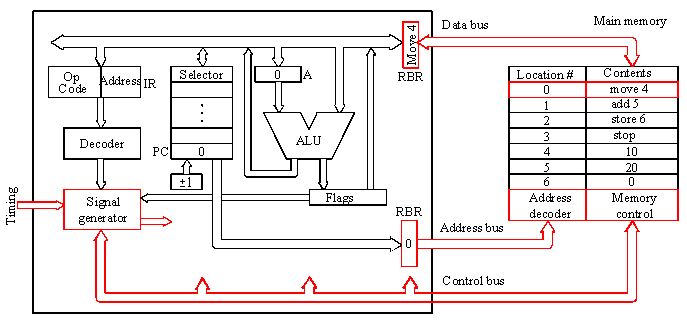 Data bus
Main memory
Move 4
RBR
Op
Code
Address
IR
Selector
0
A
Location #
Contents
0
move 4
1
add 5
2
store 6
3
stop
4
10
5
20
6
0
Address
decoder
Memory
control
Decoder
PC
0
ALU
±1
Flags
Timing
Signal
generator
RBR
0
Address bus
Control bus